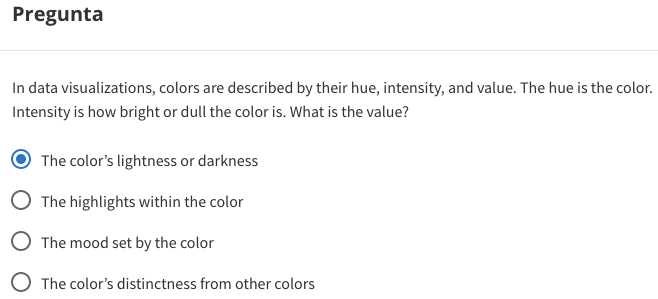 Pregunta
In data visualizations, colors are described by their hue, intensity, and value. The hue is the color.
Intensity is how bright or dull the color is. What is the value?
The color’s lightness or darkness
The highlights within the color
The mood set by the color
The color’s distinctness from other colors